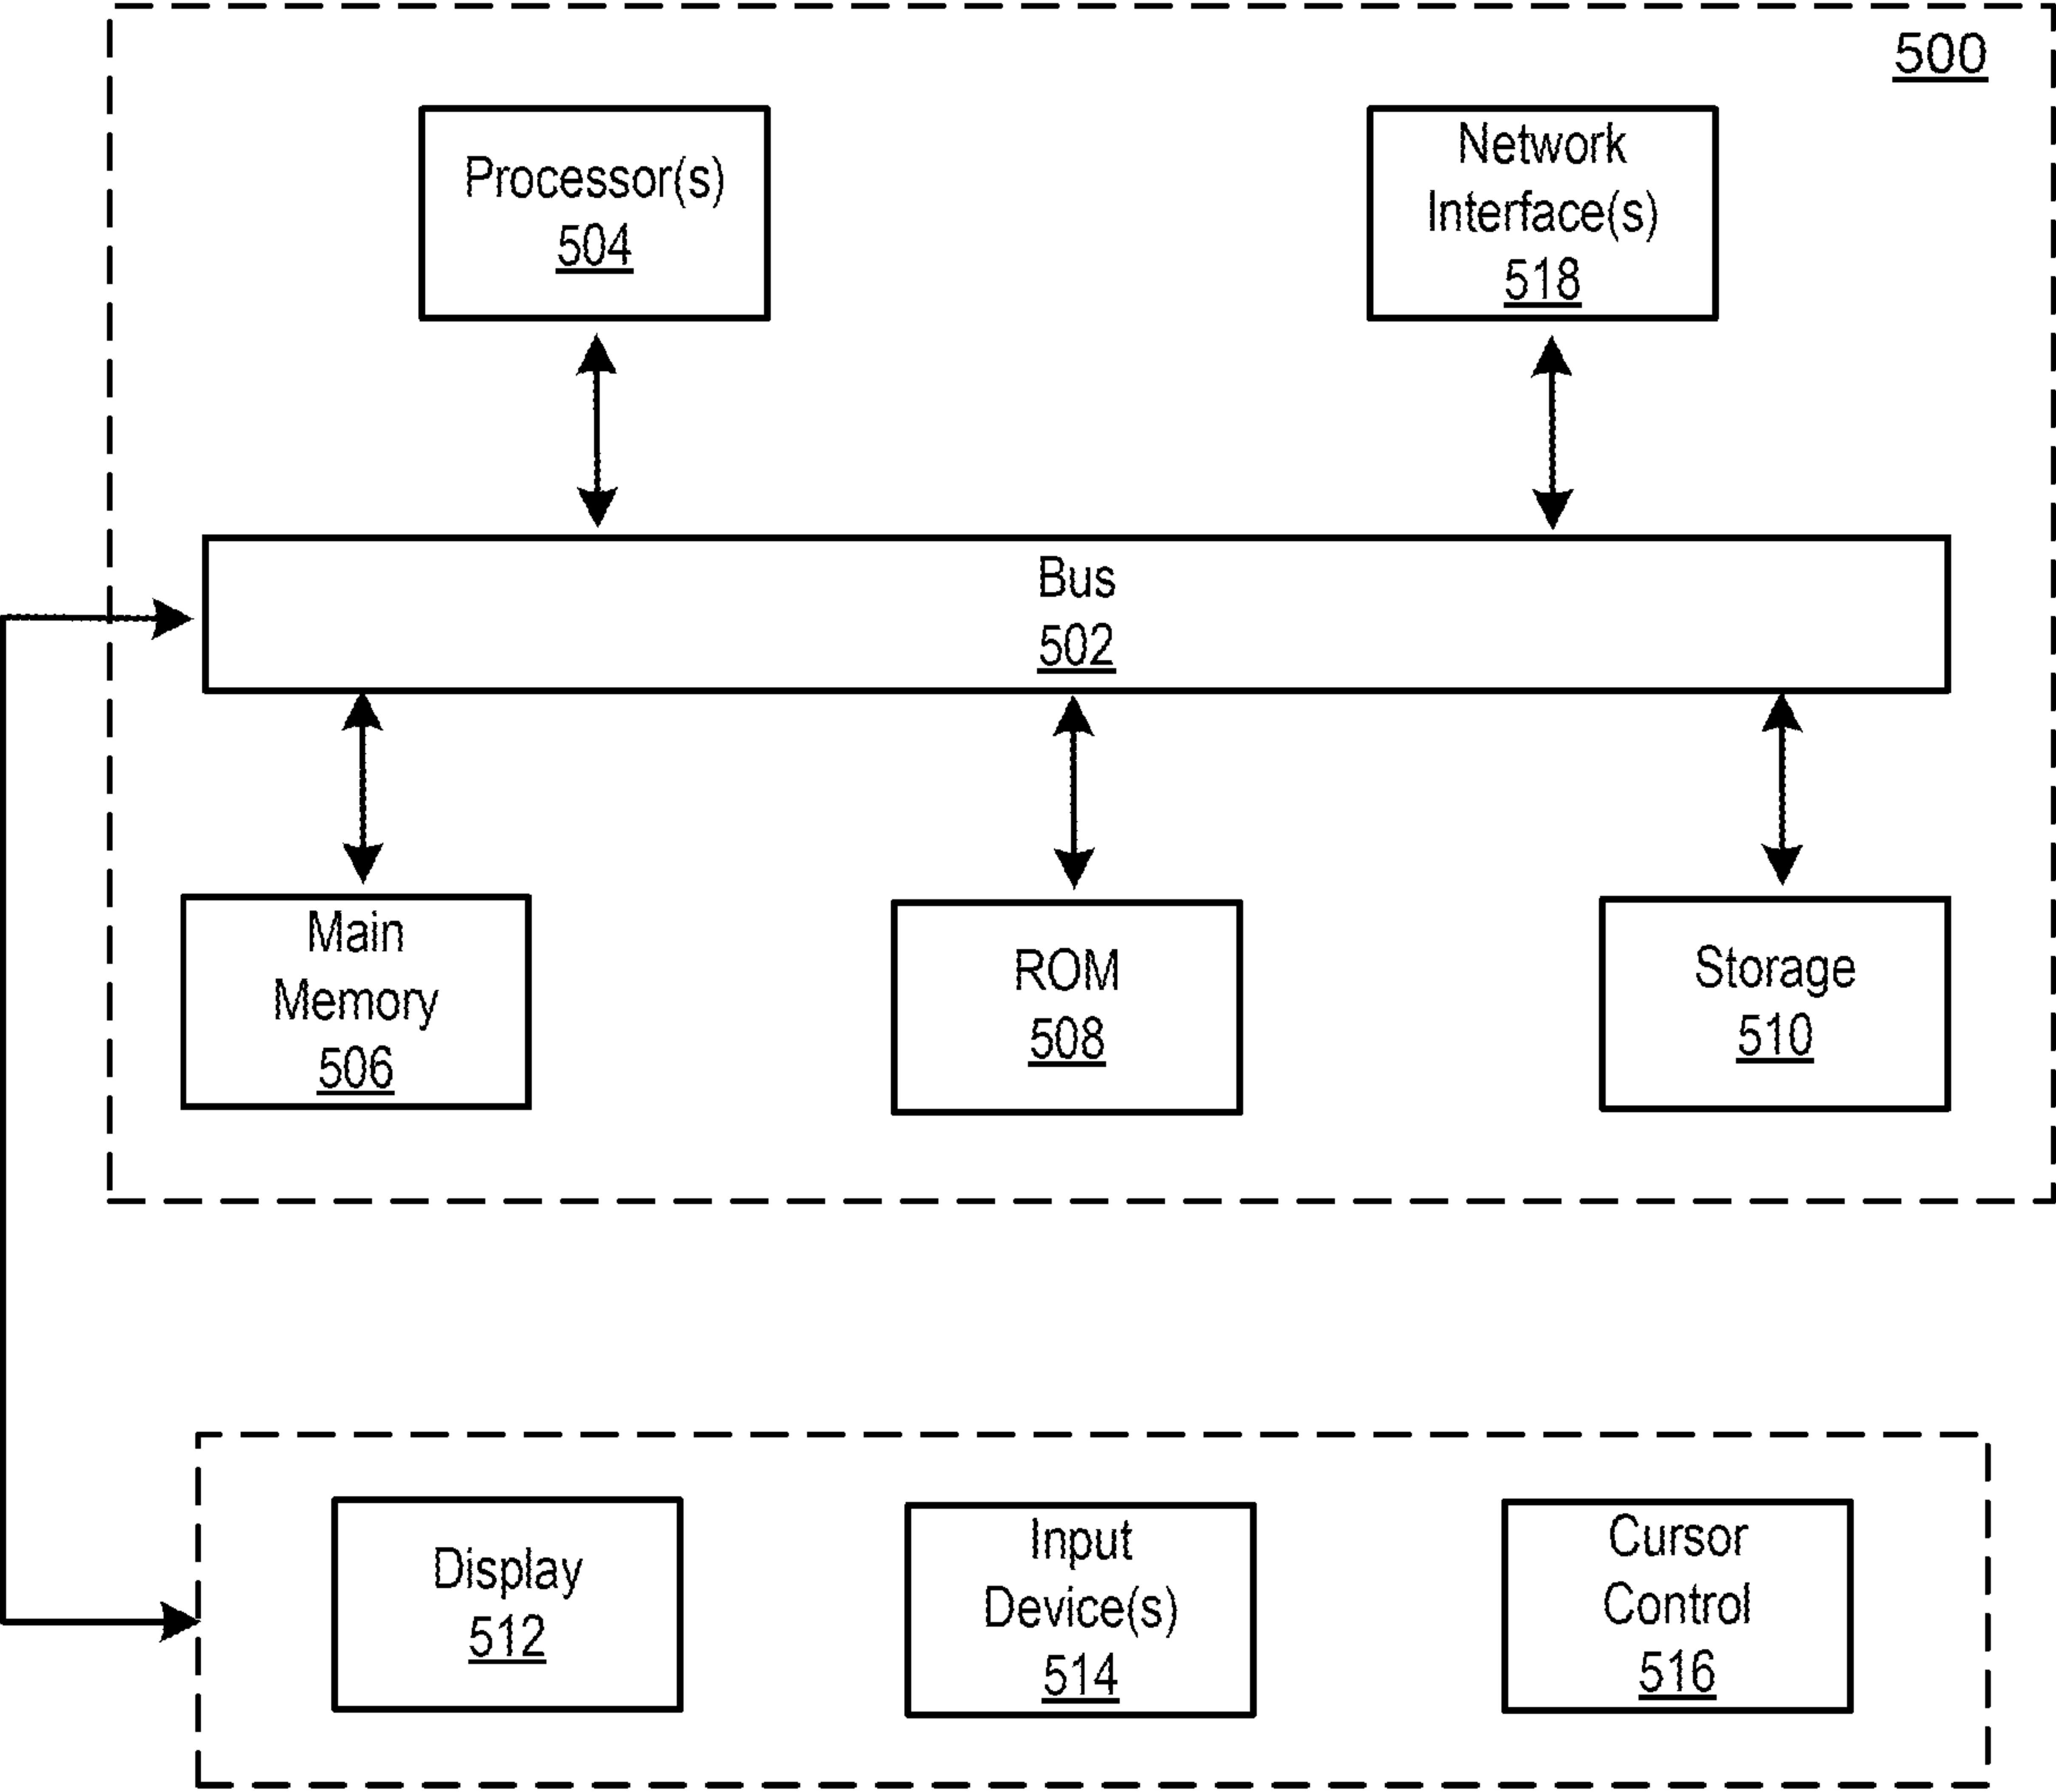 500
Processor(s)
504
Network
Interface(s)
518
Bus
502
Main
Memory
506
ROM
508
Storage
510
Display
512
Input
Device(s)
514
Cursor
Control
516